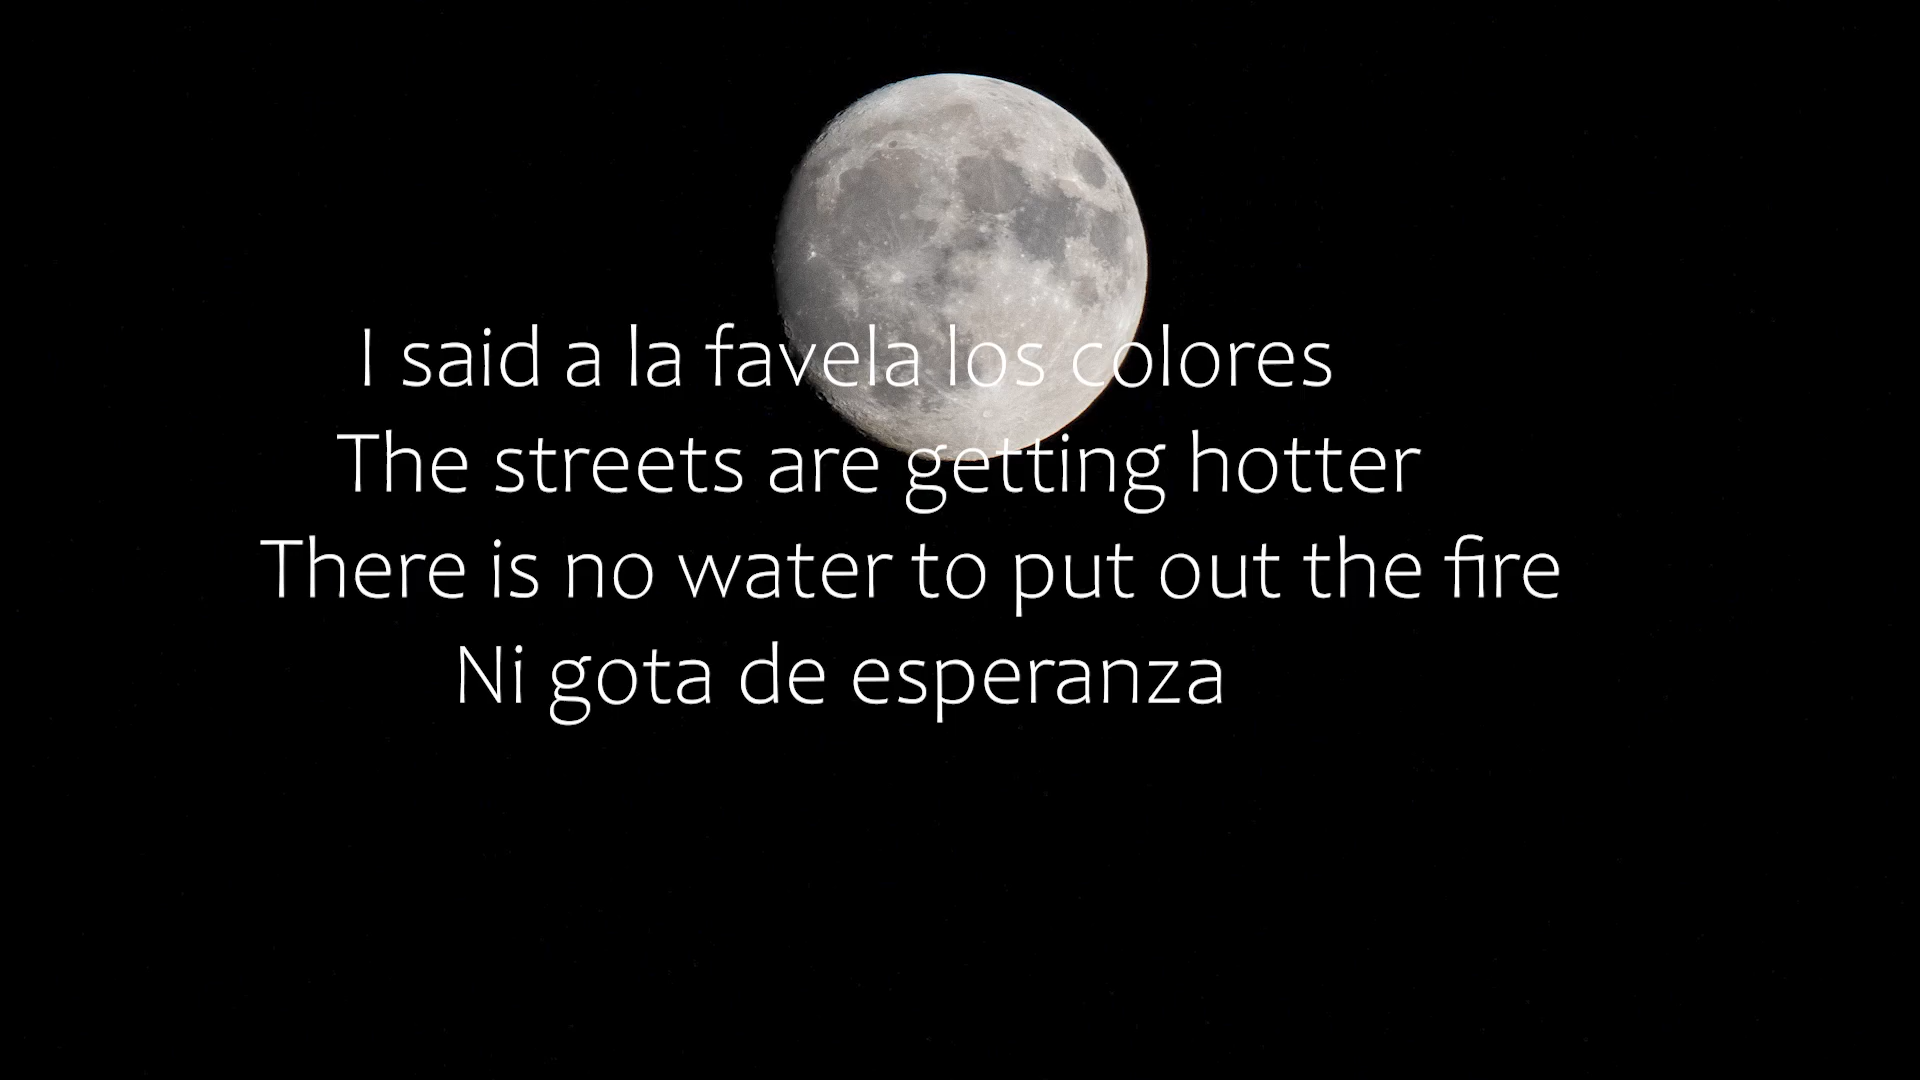 I said a la favela los colores
The streets are getting hotter
There is no water to put out the fire
Ni gota de esperanza